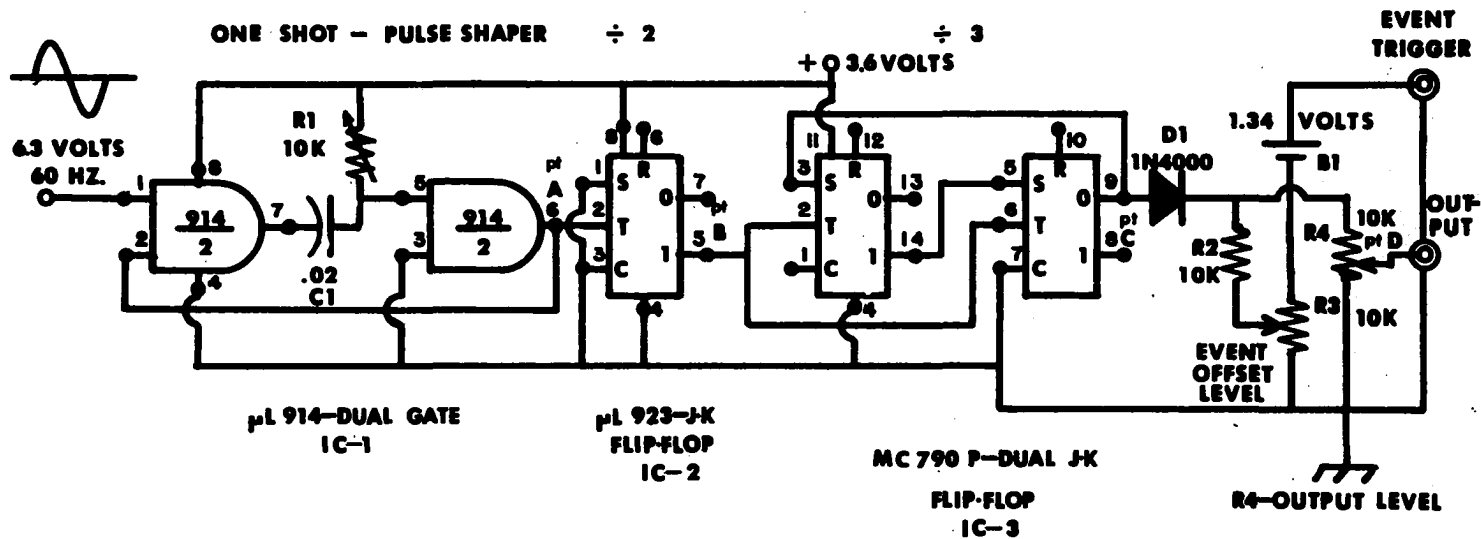 ONE SHOT — PULSE SHAPER ÷ 2 ÷ 3
EVENT
TRIGGER
+ 3.6 VOLTS
6.3 VOLTS
60 HZ.
R1
10K
1
2
8
4
914
2
7
.02
C1
5
3
914
2
pt
A
6
8
6
R
1
S
2
T
3
C
O
7
pt
B
1
5
4
11
12
R
3
S
2
T
1
C
O
13
1
14
4
10
R
5
S
6
T
7
C
O
9
1
8
pt
C
D1
1N4000
1.34 VOLTS
B1
R2
10K
R3
EVENT
OFFSET
LEVEL
10K
R4
pt D
10K
OUT-
PUT
µL 914—DUAL GATE
IC-1
µL 923—J-K
FLIP-FLOP
IC-2
MC 790 P—DUAL J-K
FLIP-FLOP
IC-3
R4—OUTPUT LEVEL